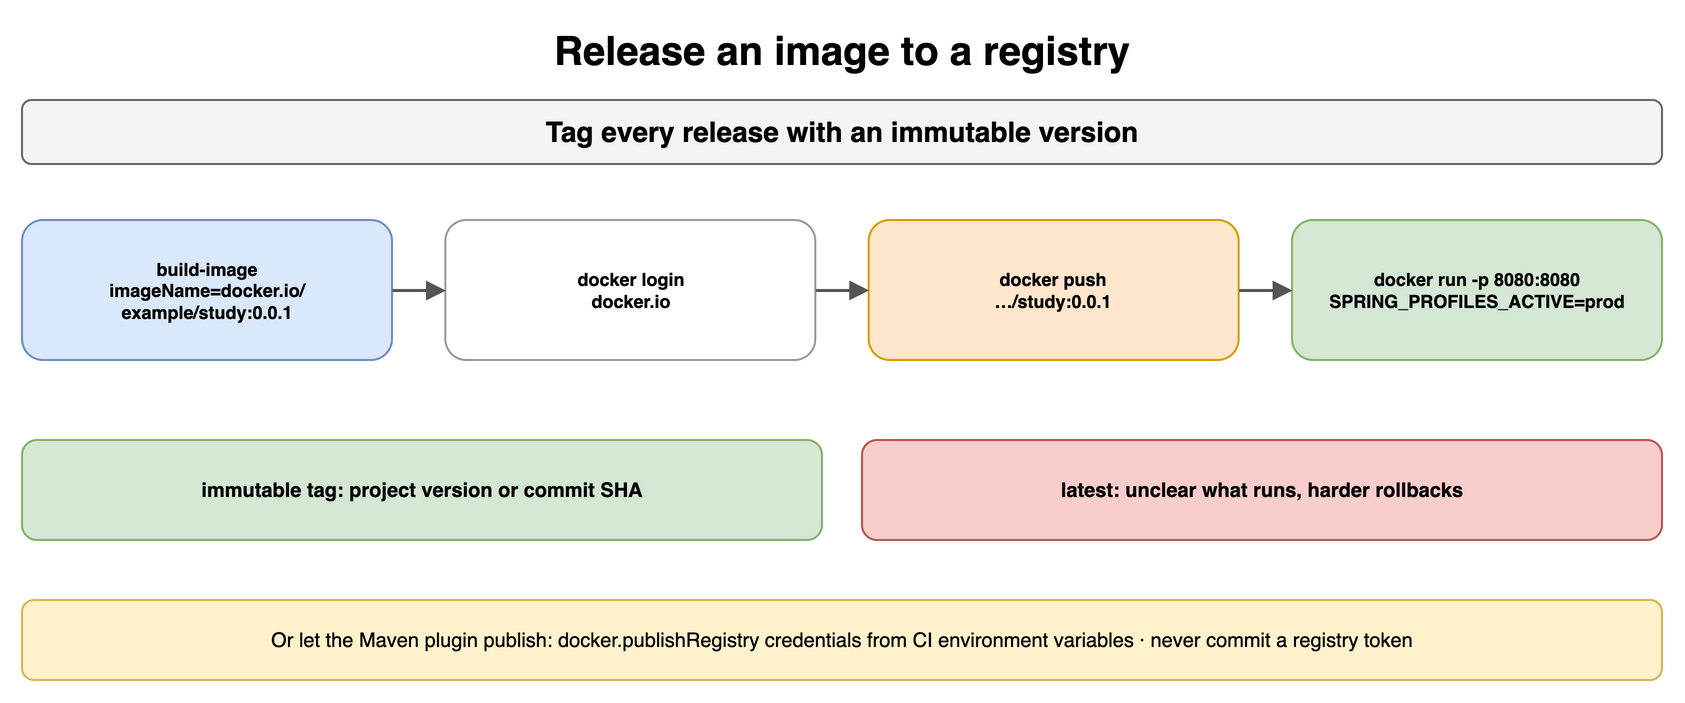 Release an image to a registry
Tag every release with an immutable version
build-image
imageName=docker.io/
example/study:0.0.1
docker login
docker.io
docker push
.../study:0.0.1
docker run -p 8080:8080
SPRING_PROFILES_ACTIVE=prod
immutable tag: project version or commit SHA
latest: unclear what runs, harder rollbacks
Or let the Maven plugin publish: docker.publishRegistry credentials from CI environment variables · never commit a registry token